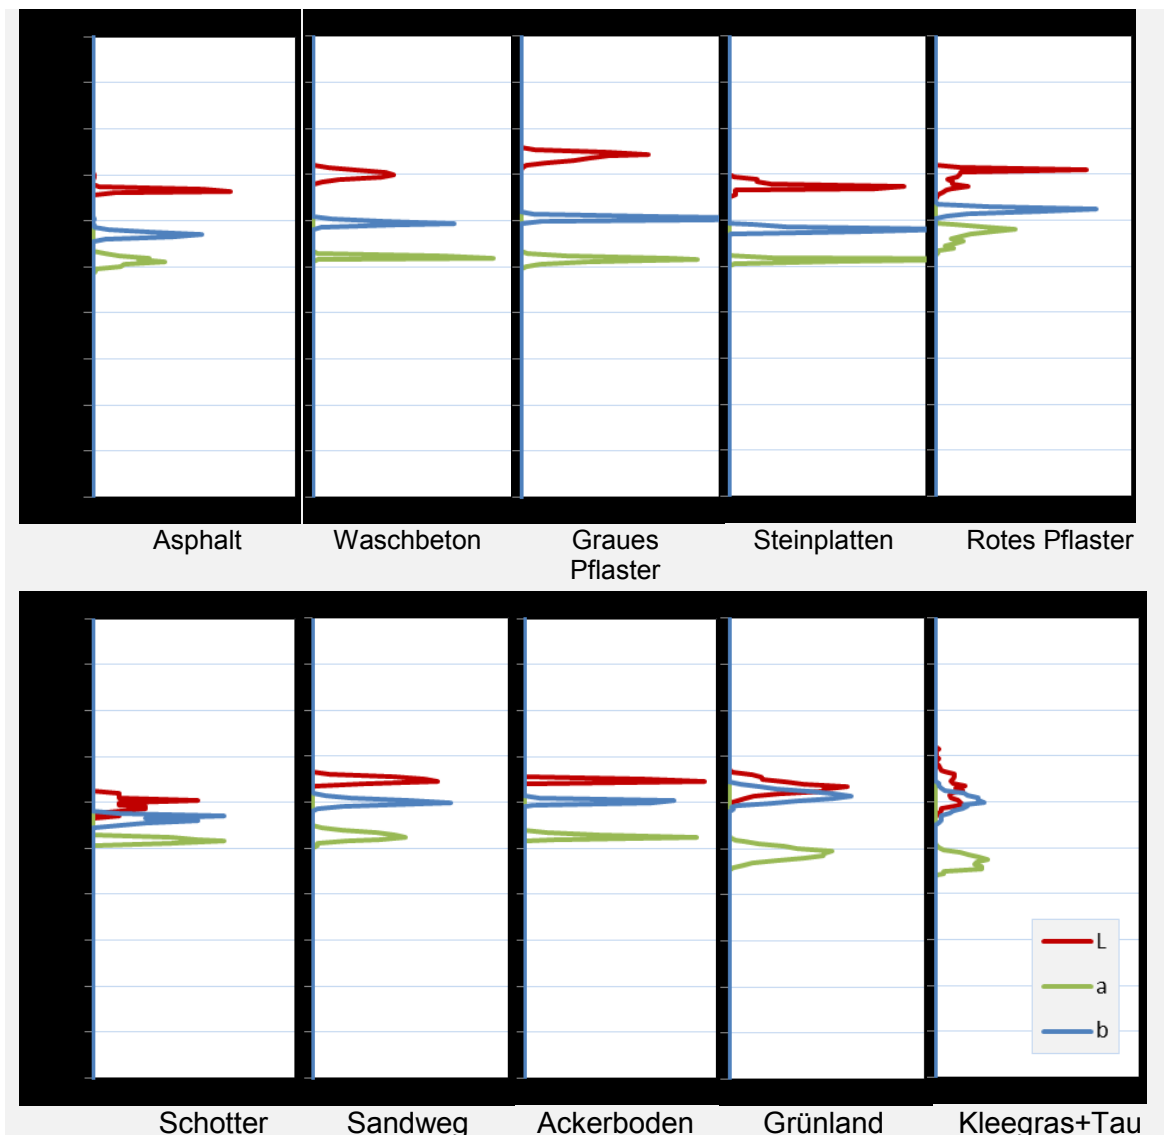 Asphalt
Waschbeton
Graues
Pflaster
Steinplatten
Rotes Pflaster
L
a
b
Schotter
Sandweg
Ackerboden
Grünland
Kleegras+Tau